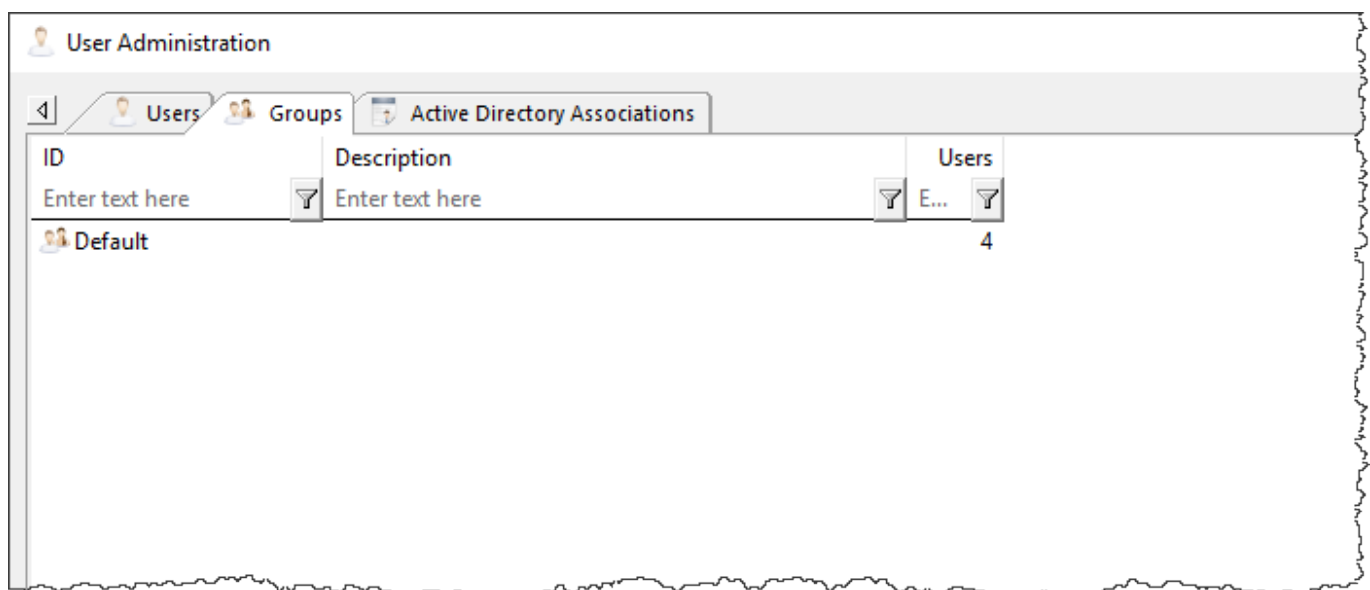 User Administration
Users Groups Active Directory Associations
ID Description Users
Enter text here Enter text here E...
Default 4